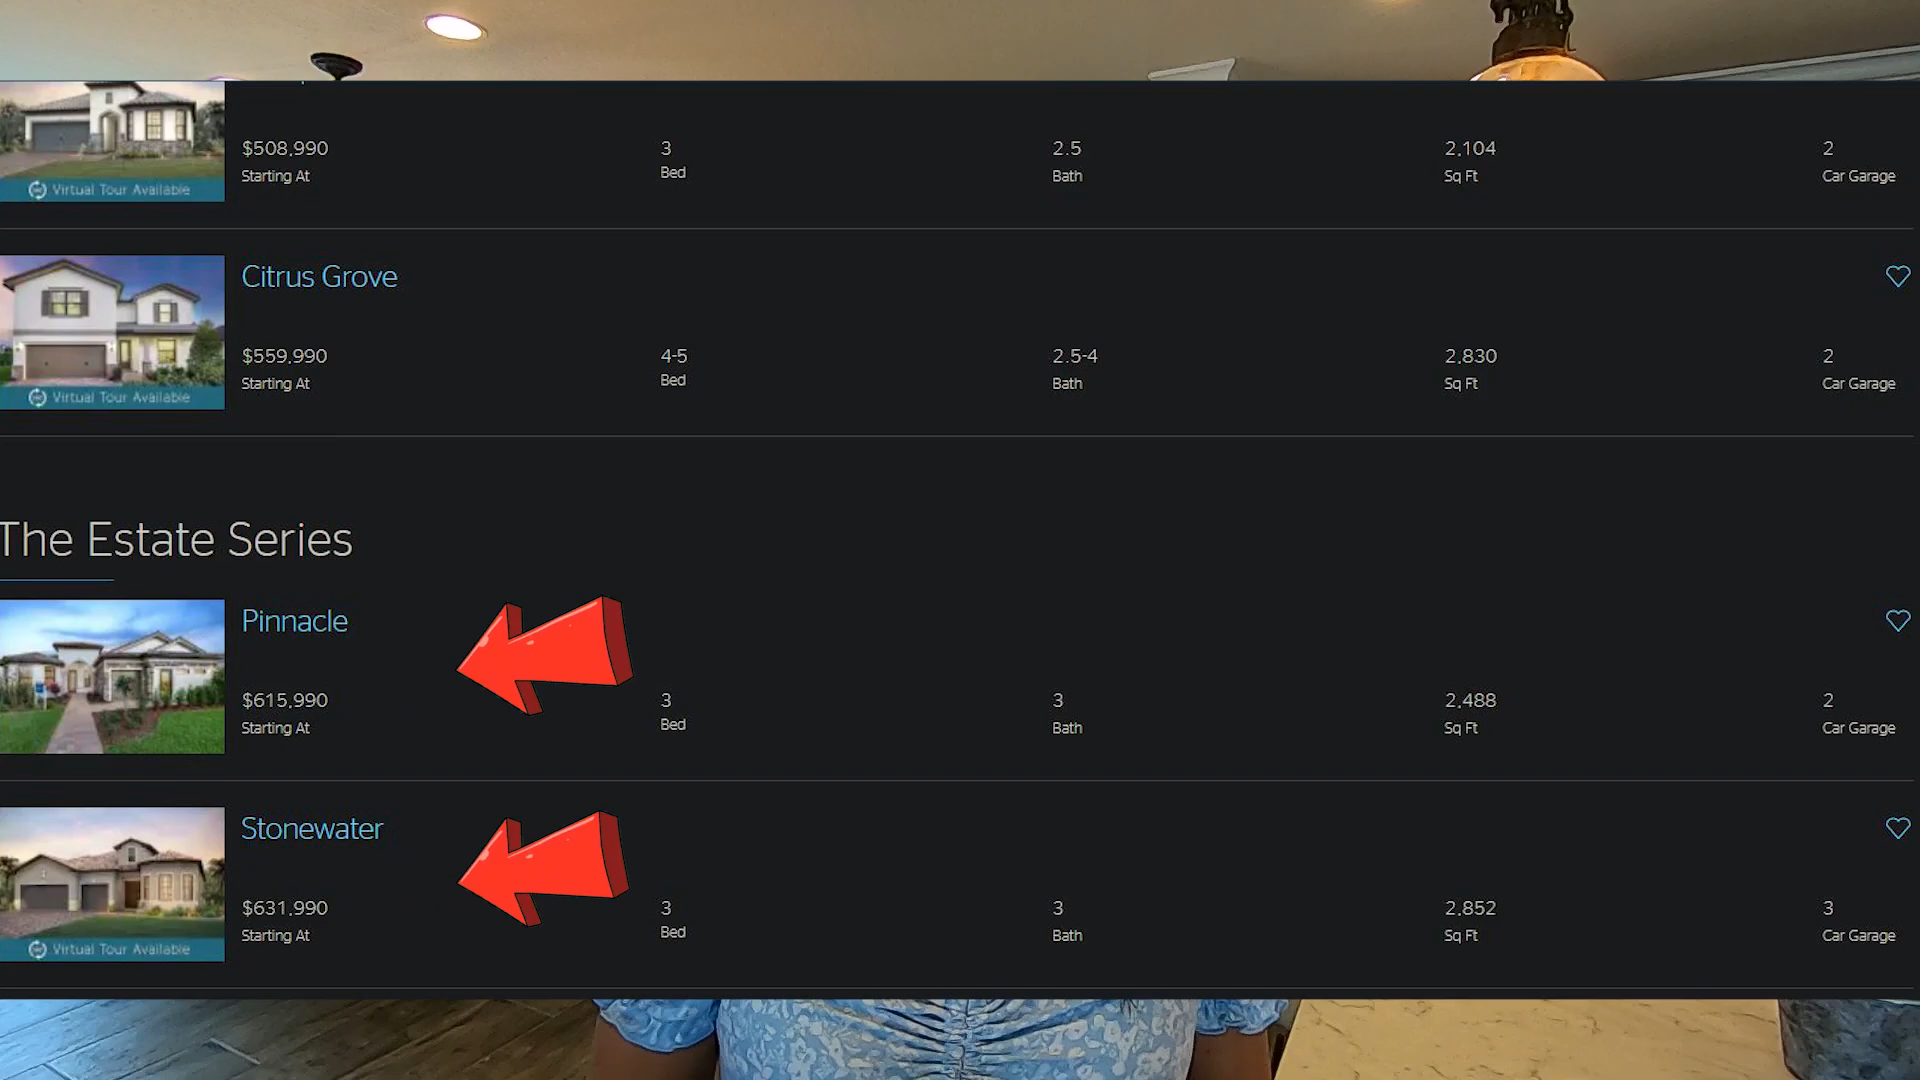 $508,990 3 2.5 2,104 2
Starting At Bed Bath Sq Ft Car Garage
Virtual Tour Available
Citrus Grove
$559,990 4-5 2.5-4 2,830 2
Starting At Bed Bath Sq Ft Car Garage
Virtual Tour Available
The Estate Series
Pinnacle
$615,990 3 3 2,488 2
Starting At Bed Bath Sq Ft Car Garage
Stonewater
$631,990 3 3 2,852 3
Starting At Bed Bath Sq Ft Car Garage
Virtual Tour Available